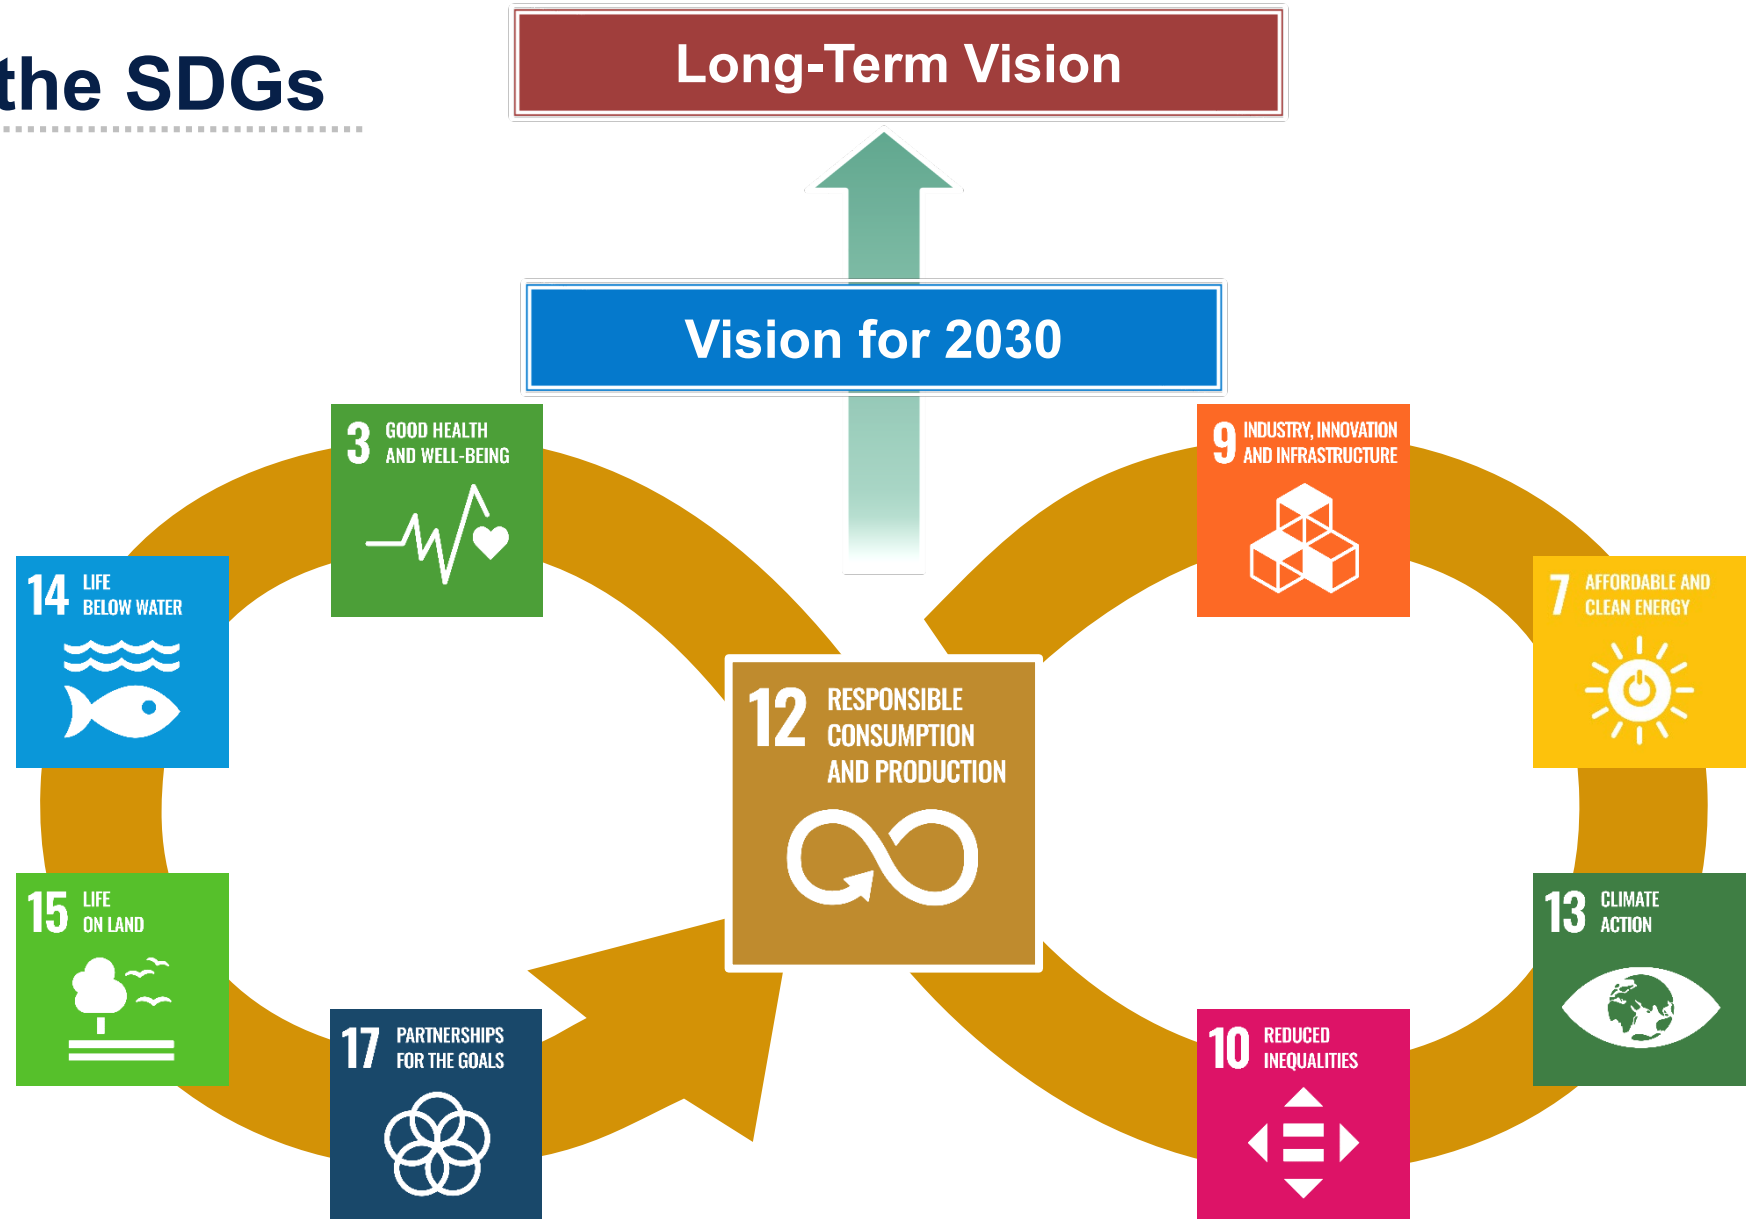 the SDGs
Long-Term Vision
Vision for 2030
3 GOOD HEALTH
AND WELL-BEING
9 INDUSTRY, INNOVATION
AND INFRASTRUCTURE
14 LIFE
BELOW WATER
7 AFFORDABLE AND
CLEAN ENERGY
12 RESPONSIBLE
CONSUMPTION
AND PRODUCTION
15 LIFE
ON LAND
13 CLIMATE
ACTION
17 PARTNERSHIPS
FOR THE GOALS
10 REDUCED
INEQUALITIES